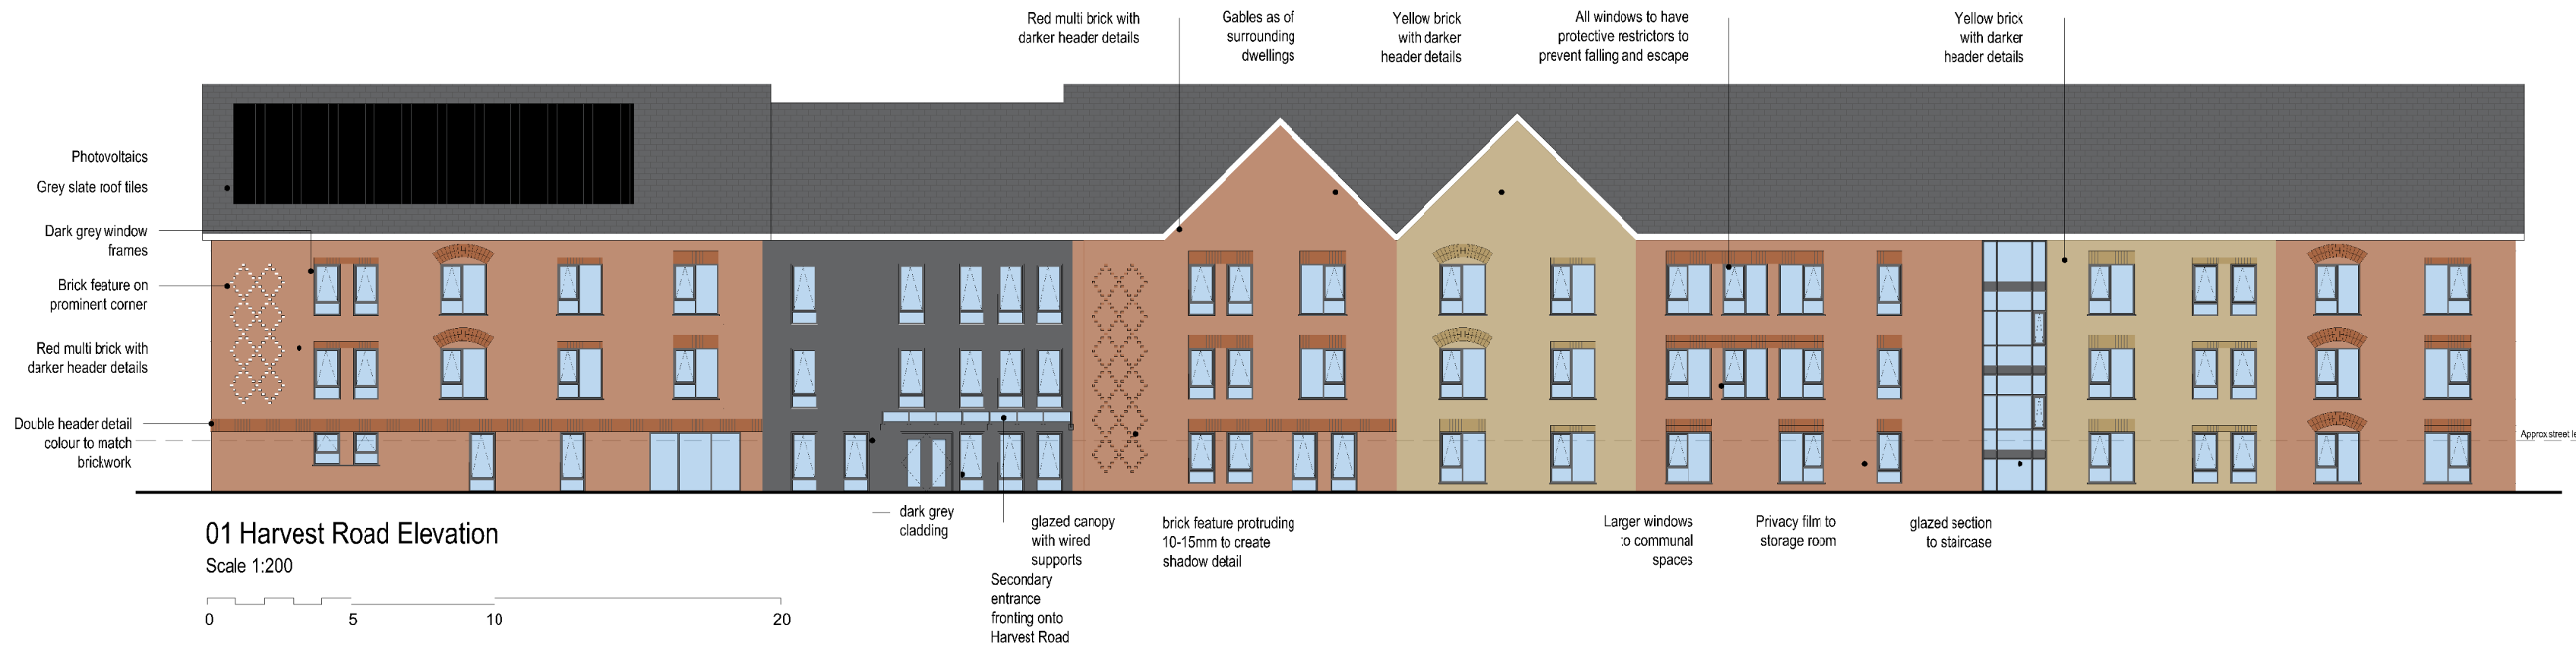 Red multi brick with
darker header details
Gables as of
surrounding
dwellings
Yellow brick
with darker
header details
All windows to have
protective restrictors to
prevent falling and escape
Yellow brick
with darker
header details
Photovoltaics
Grey slate roof tiles
Dark grey window
frames
Brick feature on
prominent corner
Red multi brick with
darker header details
Double header detail
colour to match
brickwork
Approx street le
dark grey
cladding
glazed canopy
with wired
supports
Secondary
entrance
fronting onto
Harvest Road
brick feature protruding
10-15mm to create
shadow detail
Larger windows
to communal
spaces
Privacy film to
storage room
glazed section
to staircase
01 Harvest Road Elevation
Scale 1:200
0 5 10 20